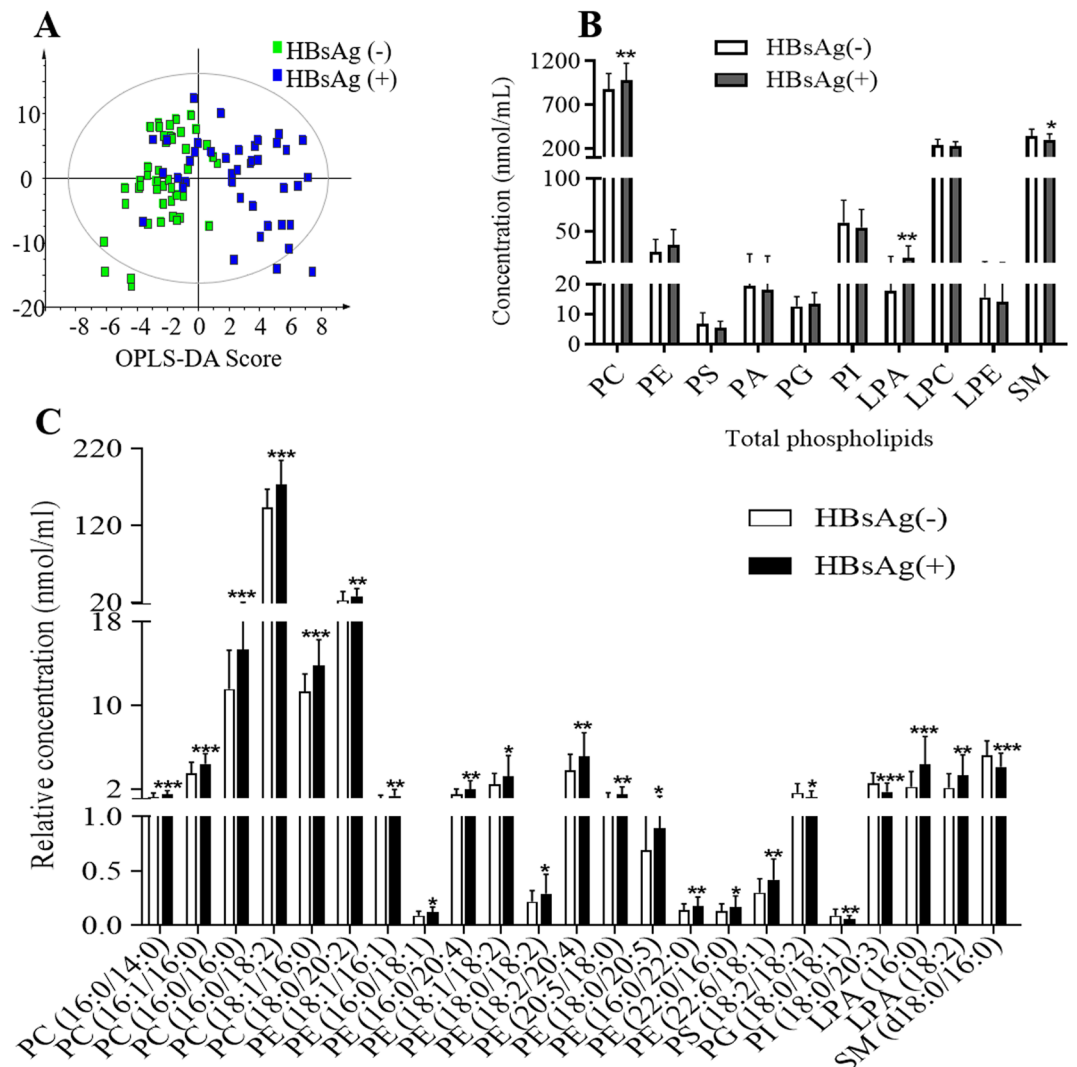 A
HBsAg (-)
HBsAg (+)
10
0
-10
-20
-8 -6 -4 -2 0 2 4 6 8
OPLS-DA Score
B
HBsAg(-)
HBsAg(+)
Concentration (nmol/mL)
1200
700
200
100
50
20
10
0
**
**
*
PC PE PS PA PG PI LPA LPC LPE SM
Total phospholipids
C
HBsAg(-)
HBsAg(+)
Relative concentration (nmol/ml)
220
120
20
18
10
2
1.0
0.5
0.0
*** *** *** *** *** ** ** * ** * * ** ** * ** * ** * ** *** *** ** ***
PC (16:0/14:0)
PC (16:1/16:0)
PC (16:0/16:0)
PC (16:0/18:2)
PC (18:1/16:0)
PC (18:0/20:2)
PE (18:1/16:1)
PE (16:0/18:1)
PE (16:0/20:4)
PE (18:1/18:2)
PE (18:0/18:2)
PE (18:2/20:4)
PE (20:5/18:0)
PE (18:0/20:5)
PE (16:0/22:0)
PE (22:0/16:0)
PE (22:6/18:1)
PS (18:2/18:2)
PG (18:0/18:1)
PI (18:0/20:3)
LPA (16:0)
LPA (18:2)
SM (d18:0/16:0)